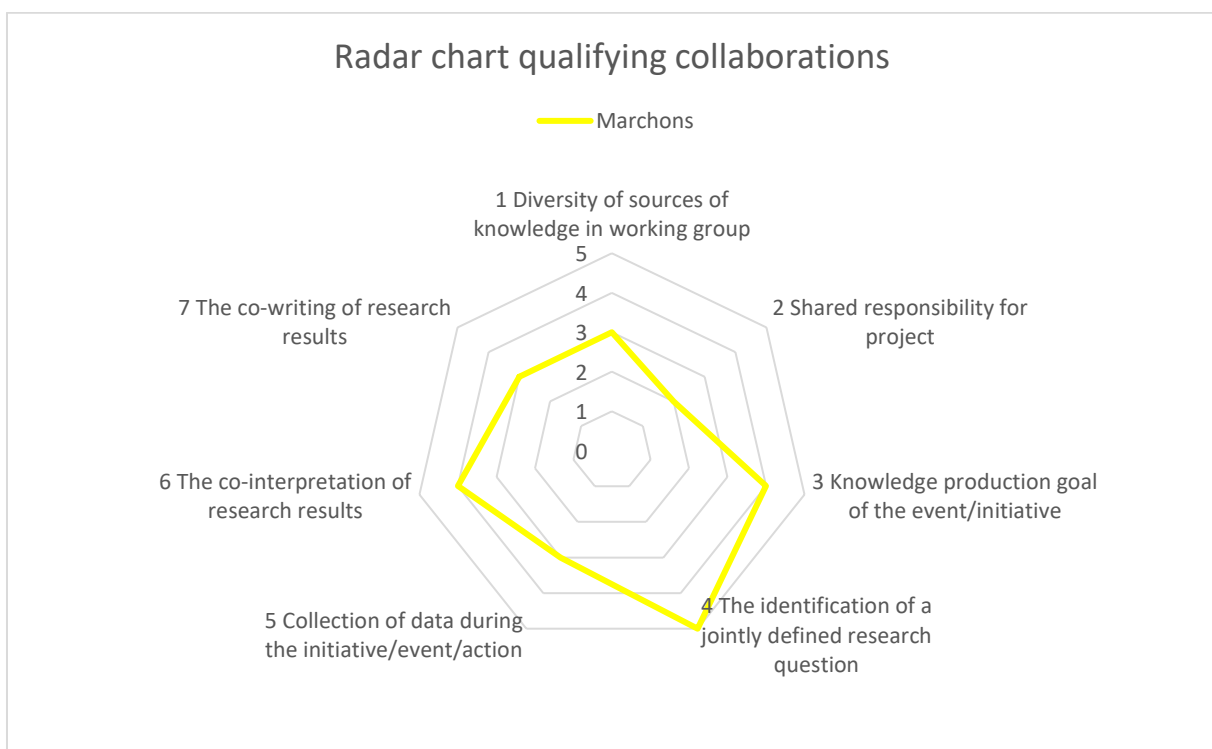 Radar chart qualifying collaborations
Marchons
1 Diversity of sources of
knowledge in working group
2 Shared responsibility for
project
3 Knowledge production goal
of the event/initiative
4 The identification of a
jointly defined research
question
5 Collection of data during
the initiative/event/action
6 The co-interpretation of
research results
7 The co-writing of research
results
5
4
3
2
1
0